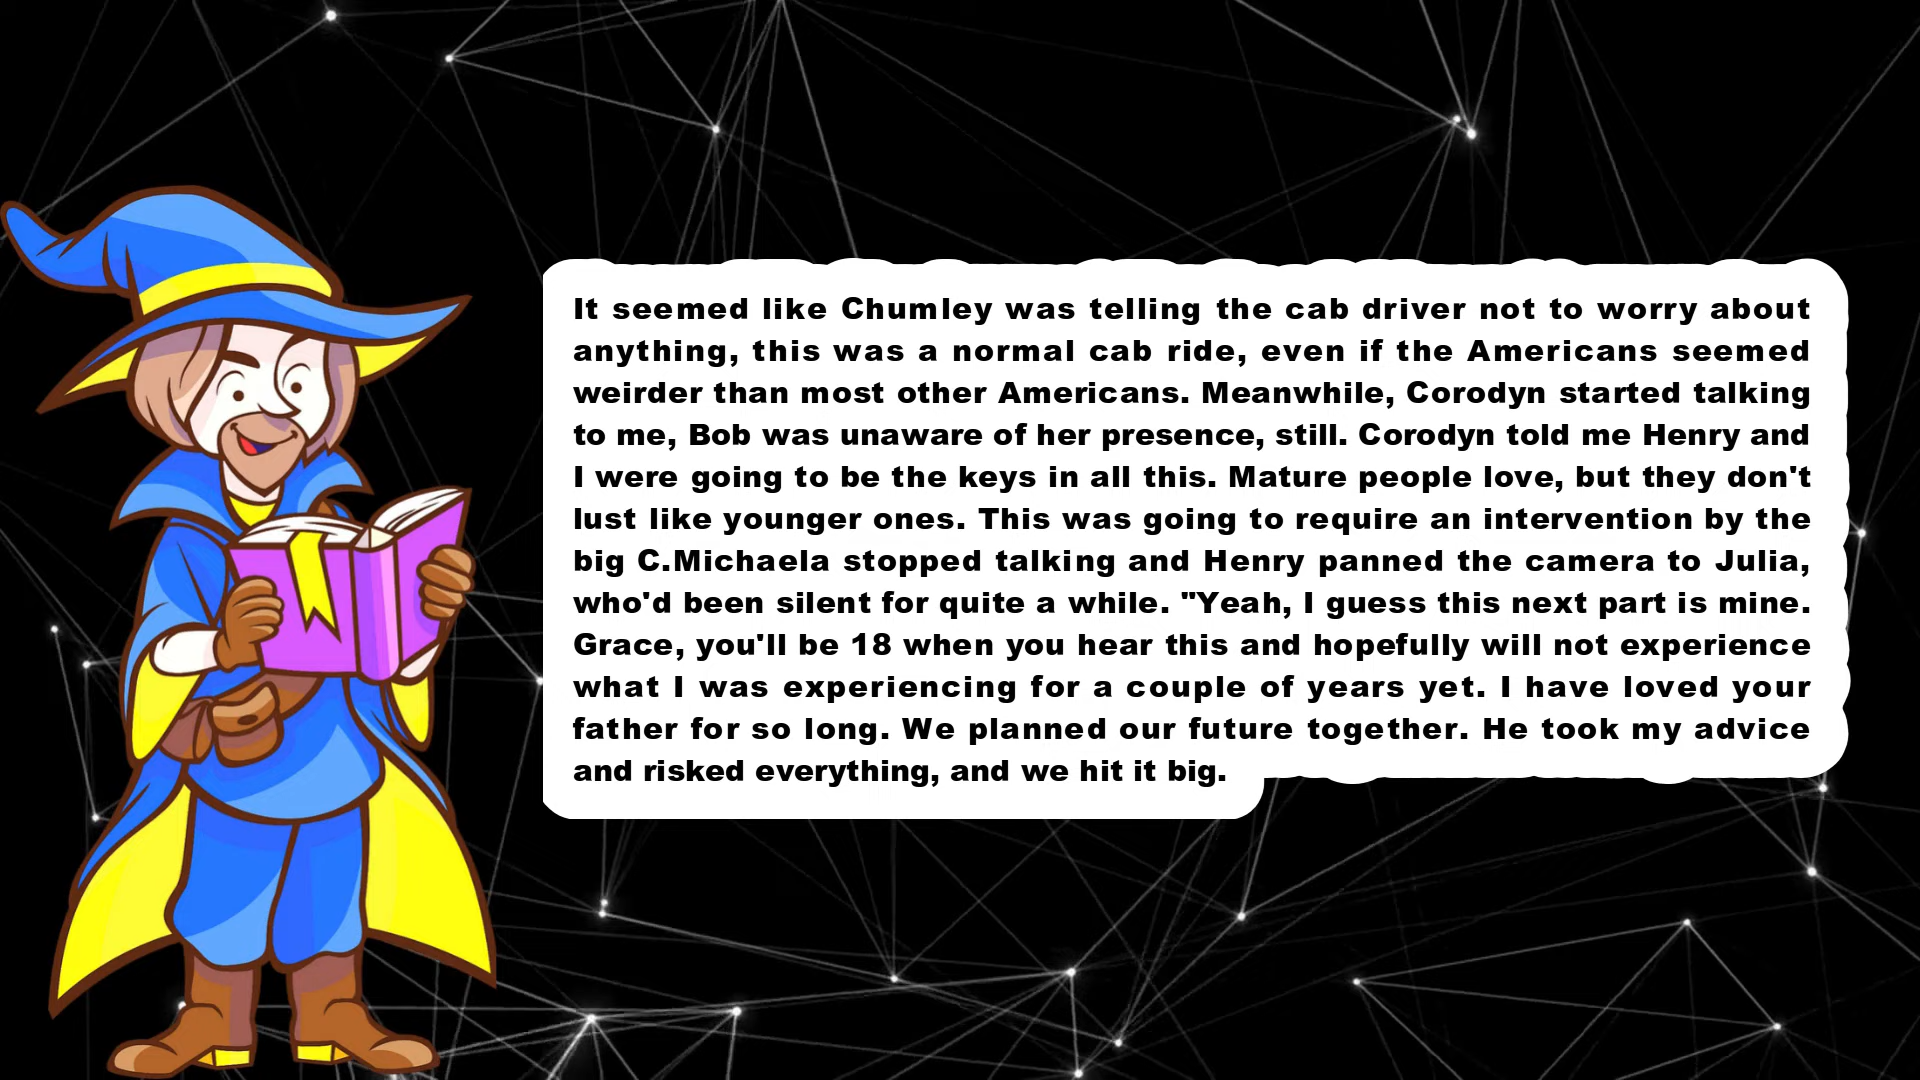 It seemed like Chumley was telling the cab driver not to worry about
anything, this was a normal cab ride, even if the Americans seemed
weirder than most other Americans. Meanwhile, Corodyn started talking
to me, Bob was unaware of her presence, still. Corodyn told me Henry and
I were going to be the keys in all this. Mature people love, but they don't
lust like younger ones. This was going to require an intervention by the
big C.Michaela stopped talking and Henry panned the camera to Julia,
who'd been silent for quite a while. "Yeah, I guess this next part is mine.
Grace, you'll be 18 when you hear this and hopefully will not experience
what I was experiencing for a couple of years yet. I have loved your
father for so long. We planned our future together. He took my advice
and risked everything, and we hit it big.